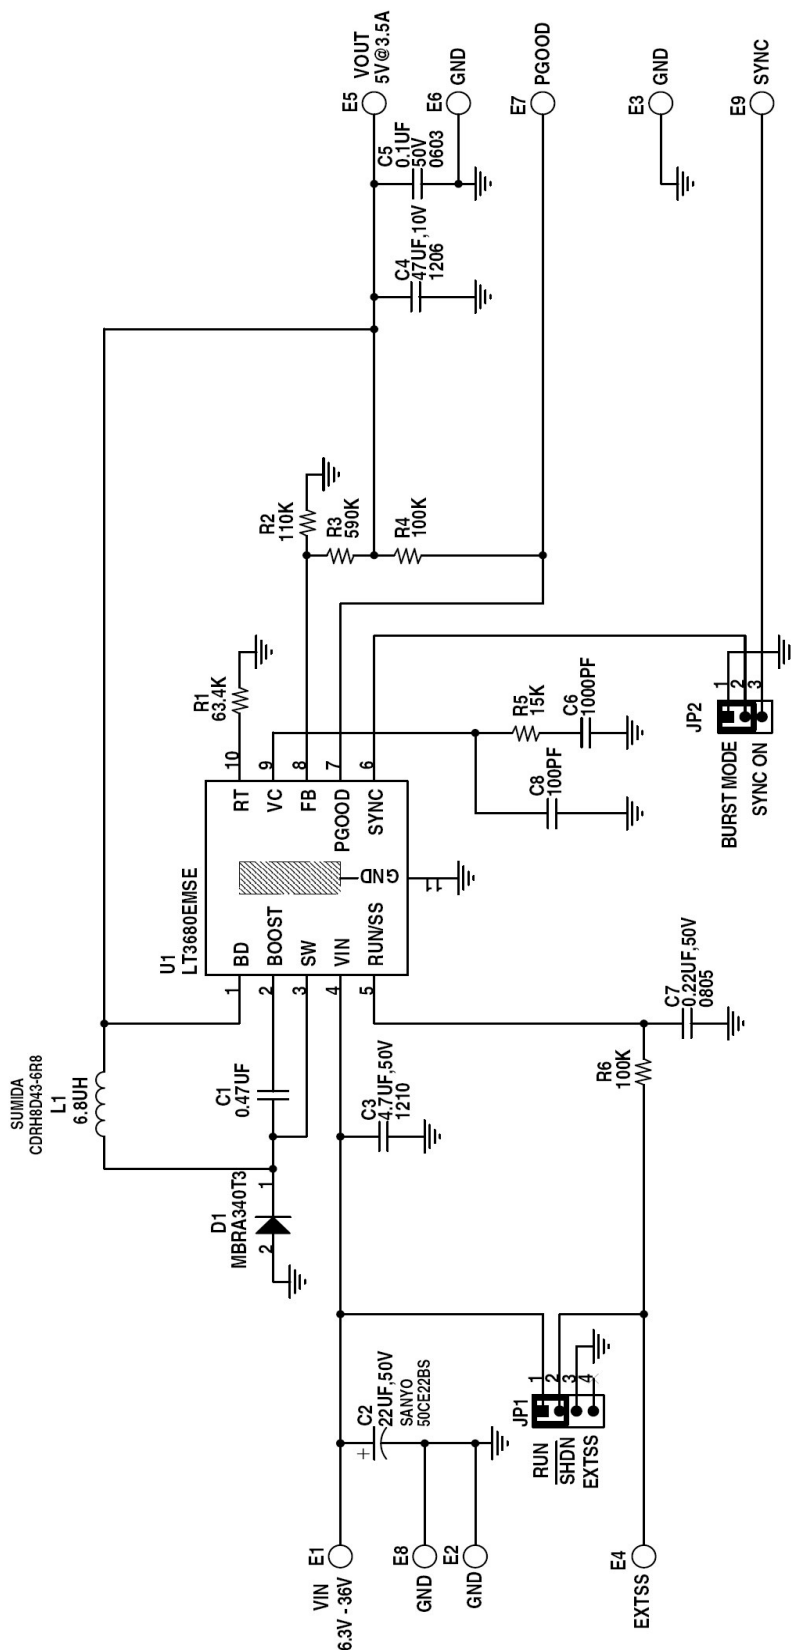 SUMIDA
CDRH8D43-6R8
L1
6.8UH
U1
LT3680EMSE
BD
BOOST
SW
VIN
RUN/SS
RT
VC
FB
PGOOD
SYNC
GND
1
2
3
4
5
10
9
8
7
6
11
D1
MBRA340T3
1
2
C1
0.47UF
C3
4.7UF,50V
1210
R1
63.4K
R2
110K
R3
590K
R4
100K
C4
47UF,10V
1206
C5
0.1UF
50V
0603
E5
VOUT
5V@3.5A
E6
GND
E7
PGOOD
E3
GND
E9
SYNC
E1
VIN
6.3V - 36V
+
C2
22UF,50V
SANYO
50CE22BS
E8
GND
E2
GND
JP1
1
2
3
4
RUN
SHDN
EXTSS
E4
EXTSS
R6
100K
C7
0.22UF,50V
0805
R5
15K
C6
1000PF
C8
100PF
JP2
1
2
3
BURST MODE
SYNC ON